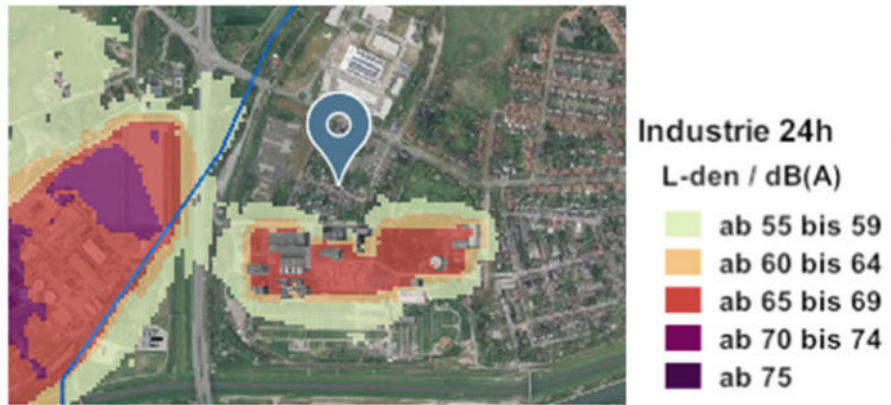 Industrie 24h
L-den / dB(A)
ab 55 bis 59
ab 60 bis 64
ab 65 bis 69
ab 70 bis 74
ab 75